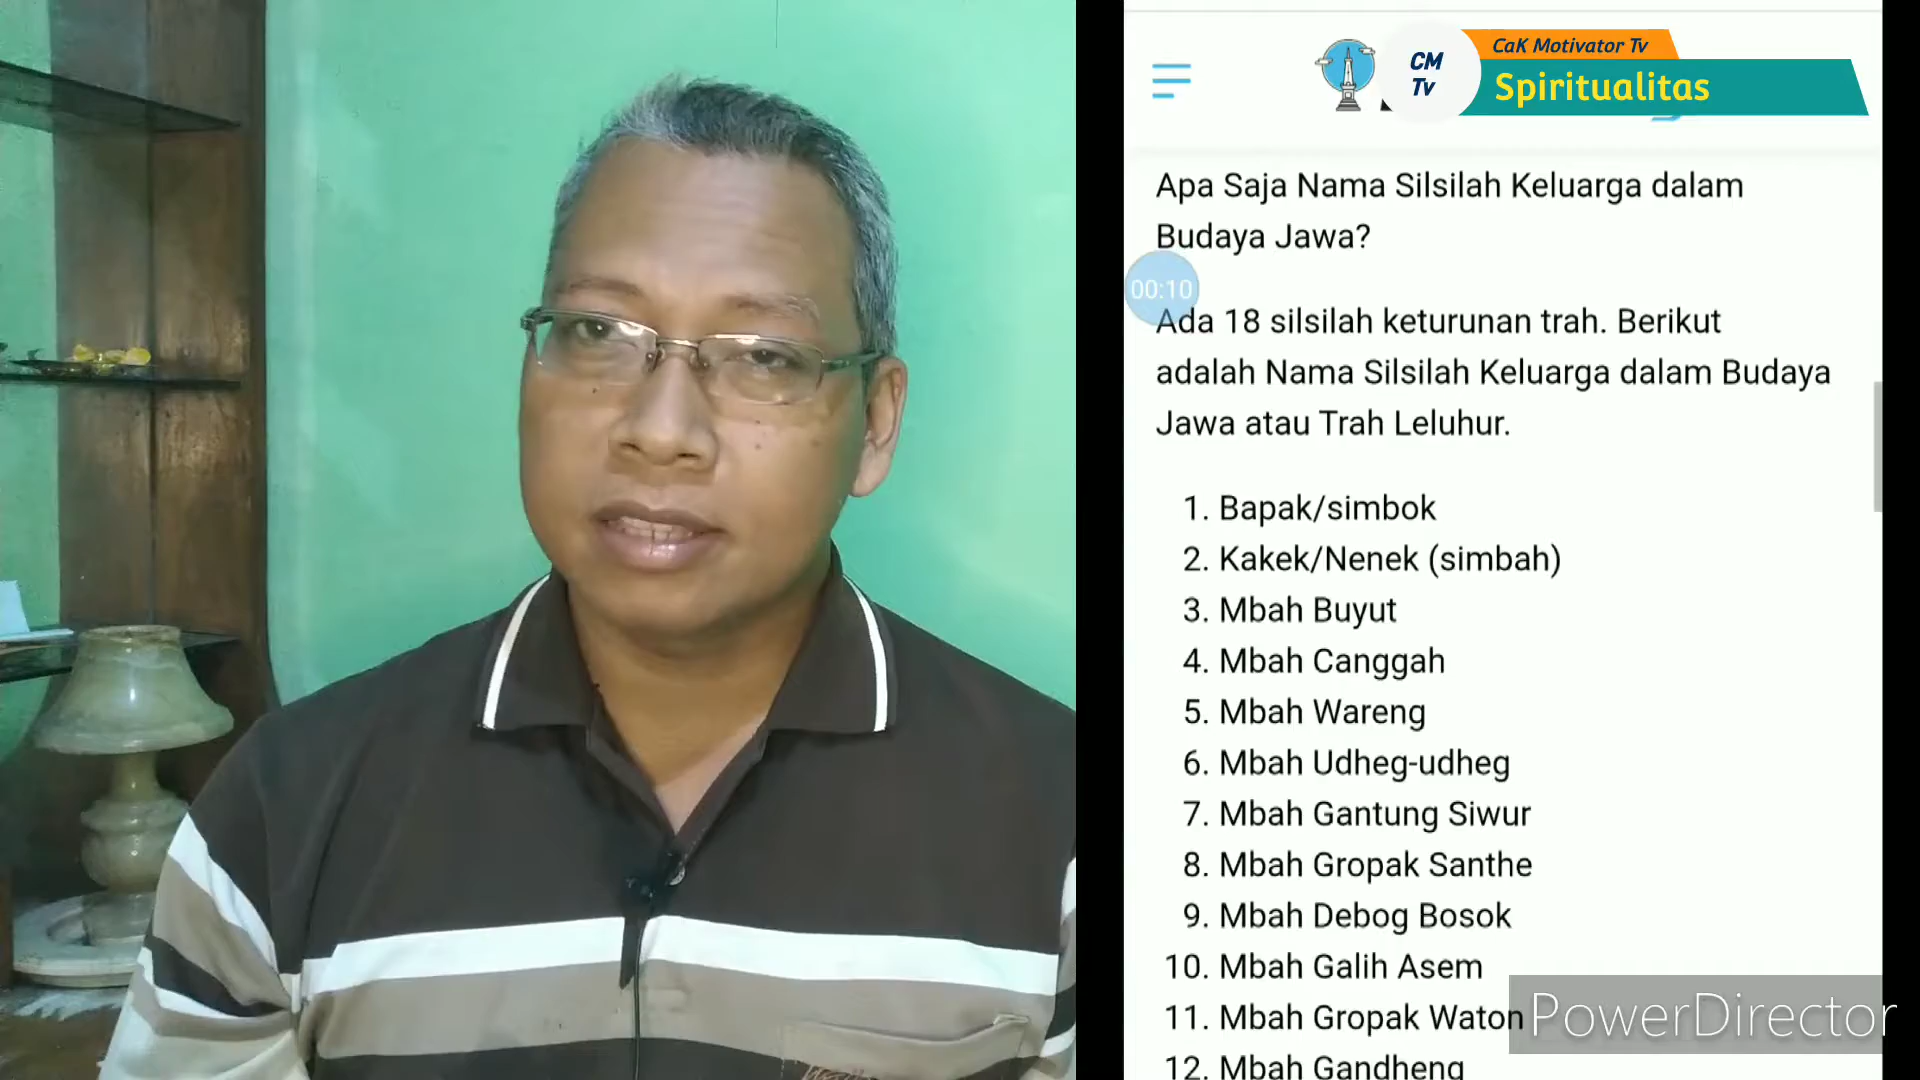 CaK Motivator Tv
CM
Tv
Spiritualitas
Apa Saja Nama Silsilah Keluarga dalam
Budaya Jawa?
00:10
Ada 18 silsilah keturunan trah. Berikut
adalah Nama Silsilah Keluarga dalam Budaya
Jawa atau Trah Leluhur.
1. Bapak/simbok
2. Kakek/Nenek (simbah)
3. Mbah Buyut
4. Mbah Canggah
5. Mbah Wareng
6. Mbah Udheg-udheg
7. Mbah Gantung Siwur
8. Mbah Gropak Santhe
9. Mbah Debog Bosok
10. Mbah Galih Asem
11. Mbah Gropak Waton
PowerDirector
12. Mbah Gandheng